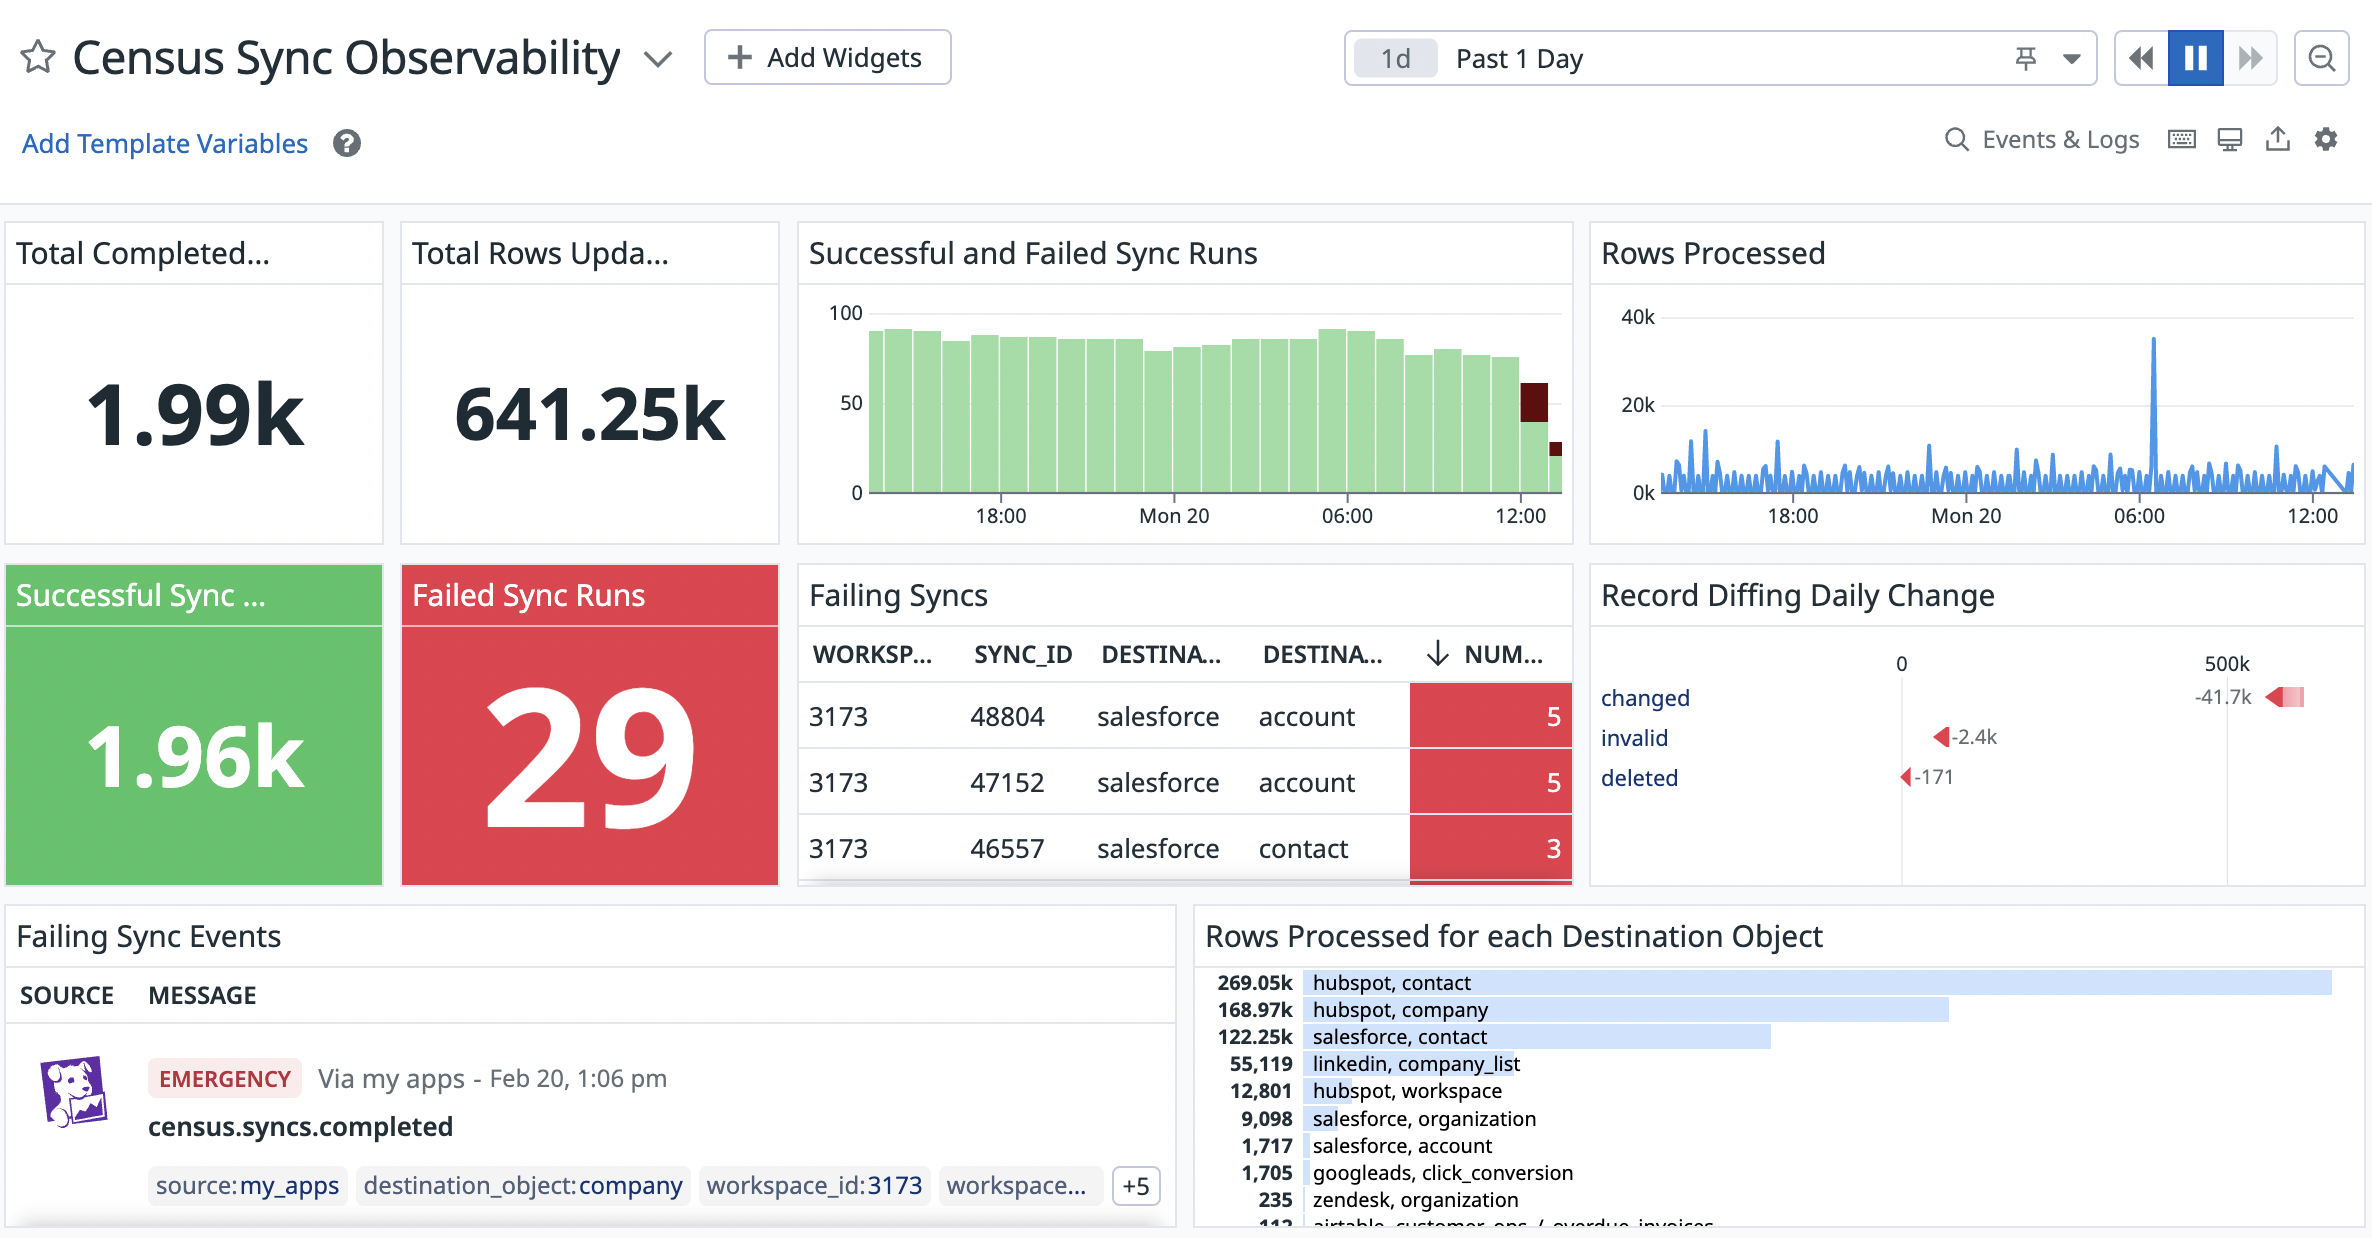 Census Sync Observability
Add Widgets
1d Past 1 Day
Add Template Variables
?
Events & Logs
Total Completed...
1.99k
Total Rows Upda...
641.25k
Successful and Failed Sync Runs
100
50
0
18:00 Mon 20 06:00 12:00
Rows Processed
40k
20k
0k
18:00 Mon 20 06:00 12:00
Successful Sync ...
1.96k
Failed Sync Runs
29
Failing Syncs
WORKSP... SYNC_ID DESTINA... DESTINA... NUM...
3173 48804 salesforce account 5
3173 47152 salesforce account 5
3173 46557 salesforce contact 3
Record Diffing Daily Change
0 500k
changed -41.7k
invalid -2.4k
deleted -171
Failing Sync Events
SOURCE MESSAGE
EMERGENCY Via my apps - Feb 20, 1:06 pm
census.syncs.completed
source:my_apps destination_object:company workspace_id:3173 workspace... +5
Rows Processed for each Destination Object
269.05k hubspot, contact
168.97k hubspot, company
122.25k salesforce, contact
55,119 linkedin, company_list
12,801 hubspot, workspace
9,098 salesforce, organization
1,717 salesforce, account
1,705 googleads, click_conversion
235 zendesk, organization
112 airtable, customer_ops / overdue_invoices